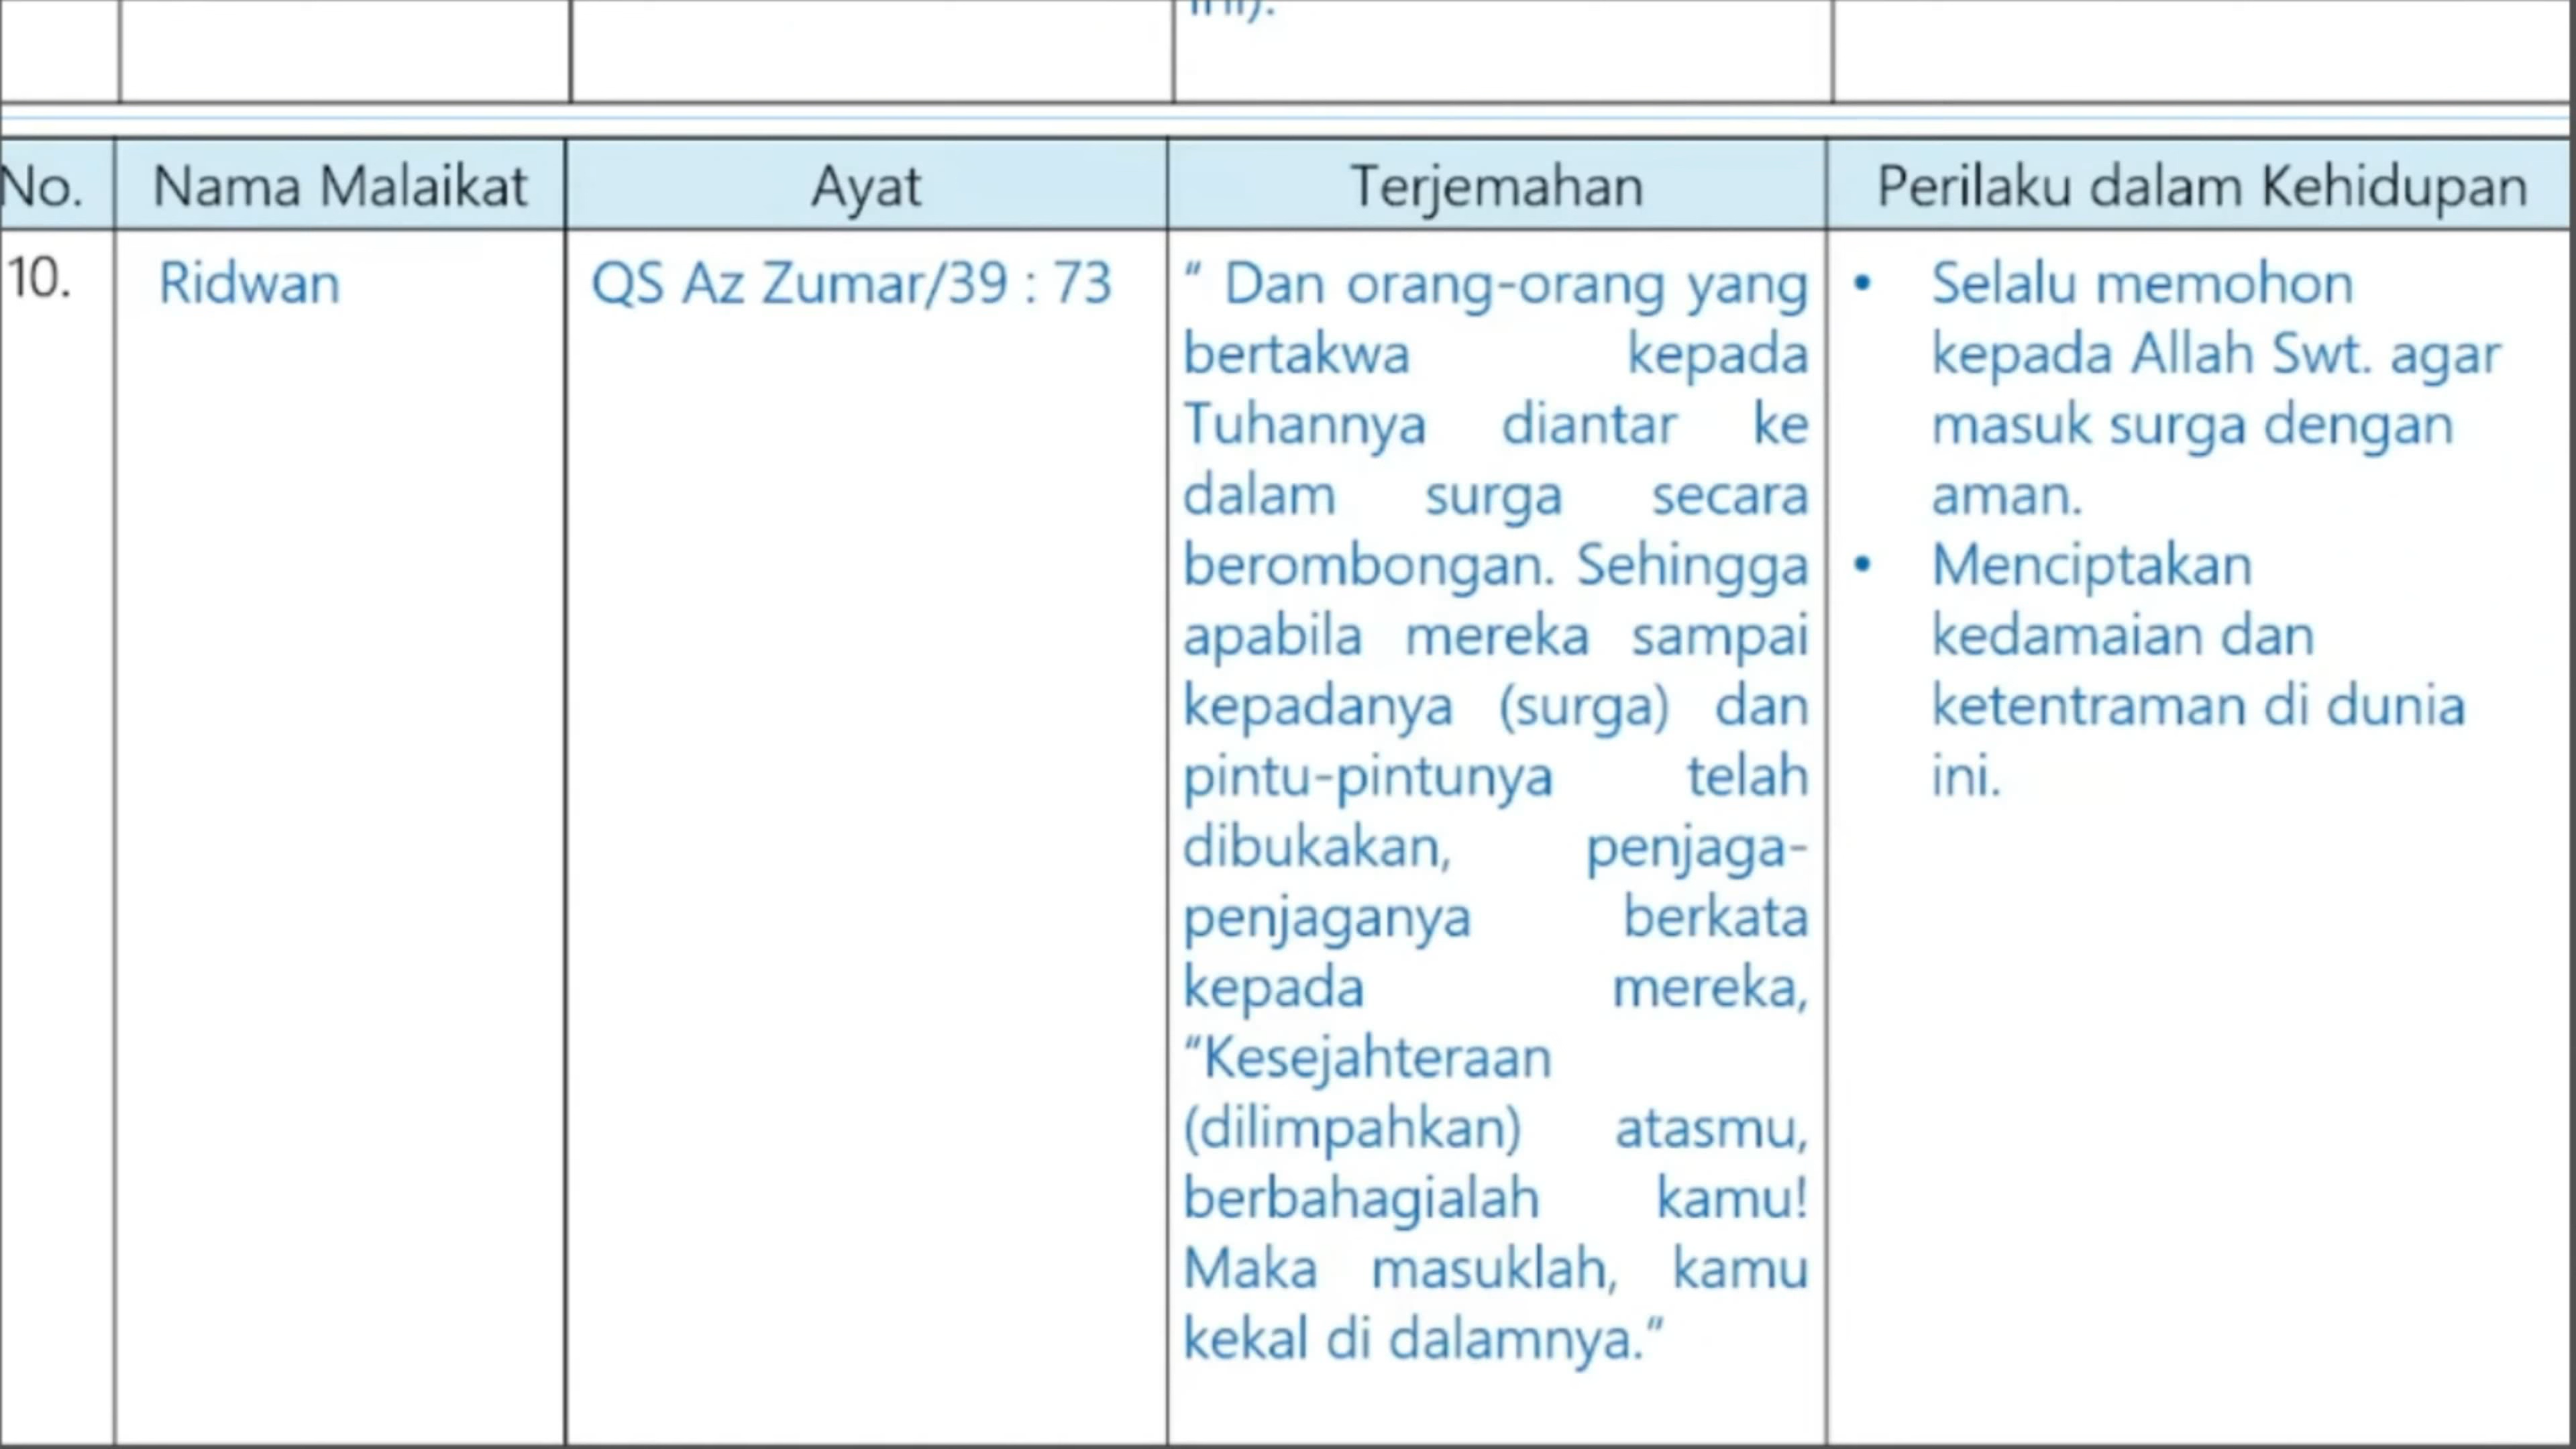 ini).
No. Nama Malaikat Ayat Terjemahan Perilaku dalam Kehidupan
10. Ridwan QS Az Zumar/39 : 73
“ Dan orang-orang yang
bertakwa kepada
Tuhannya diantar ke
dalam surga secara
berombongan. Sehingga
apabila mereka sampai
kepadanya (surga) dan
pintu-pintunya telah
dibukakan, penjaga-
penjaganya berkata
kepada mereka,
“Kesejahteraan
(dilimpahkan) atasmu,
berbahagialah kamu!
Maka masuklah, kamu
kekal di dalamnya.”
• Selalu memohon
kepada Allah Swt. agar
masuk surga dengan
aman.
• Menciptakan
kedamaian dan
ketentraman di dunia
ini.